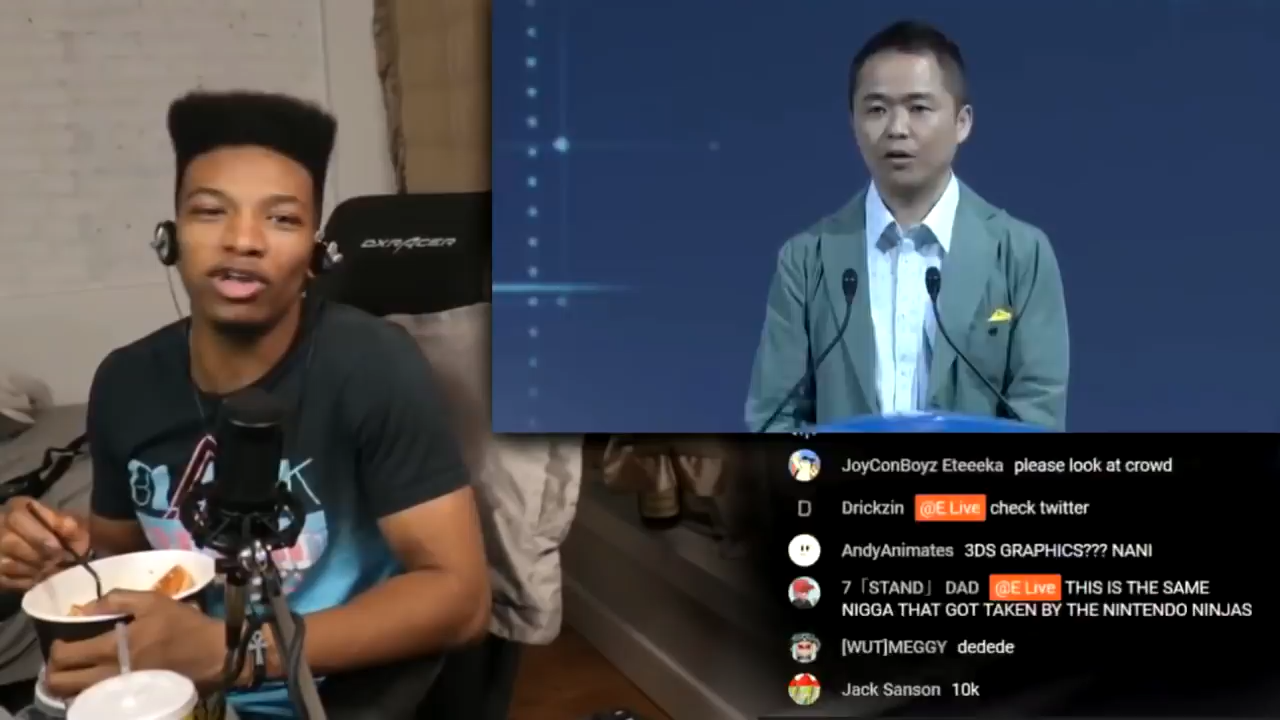 DXRACER
BLACK
JoyConBoyz Eteeeka please look at crowd
D Drickzin @E Live check twitter
AndyAnimates 3DS GRAPHICS??? NANI
7「STAND」 DAD @E Live THIS IS THE SAME
NIGGA THAT GOT TAKEN BY THE NINTENDO NINJAS
[WUT]MEGGY dedede
Jack Sanson 10k